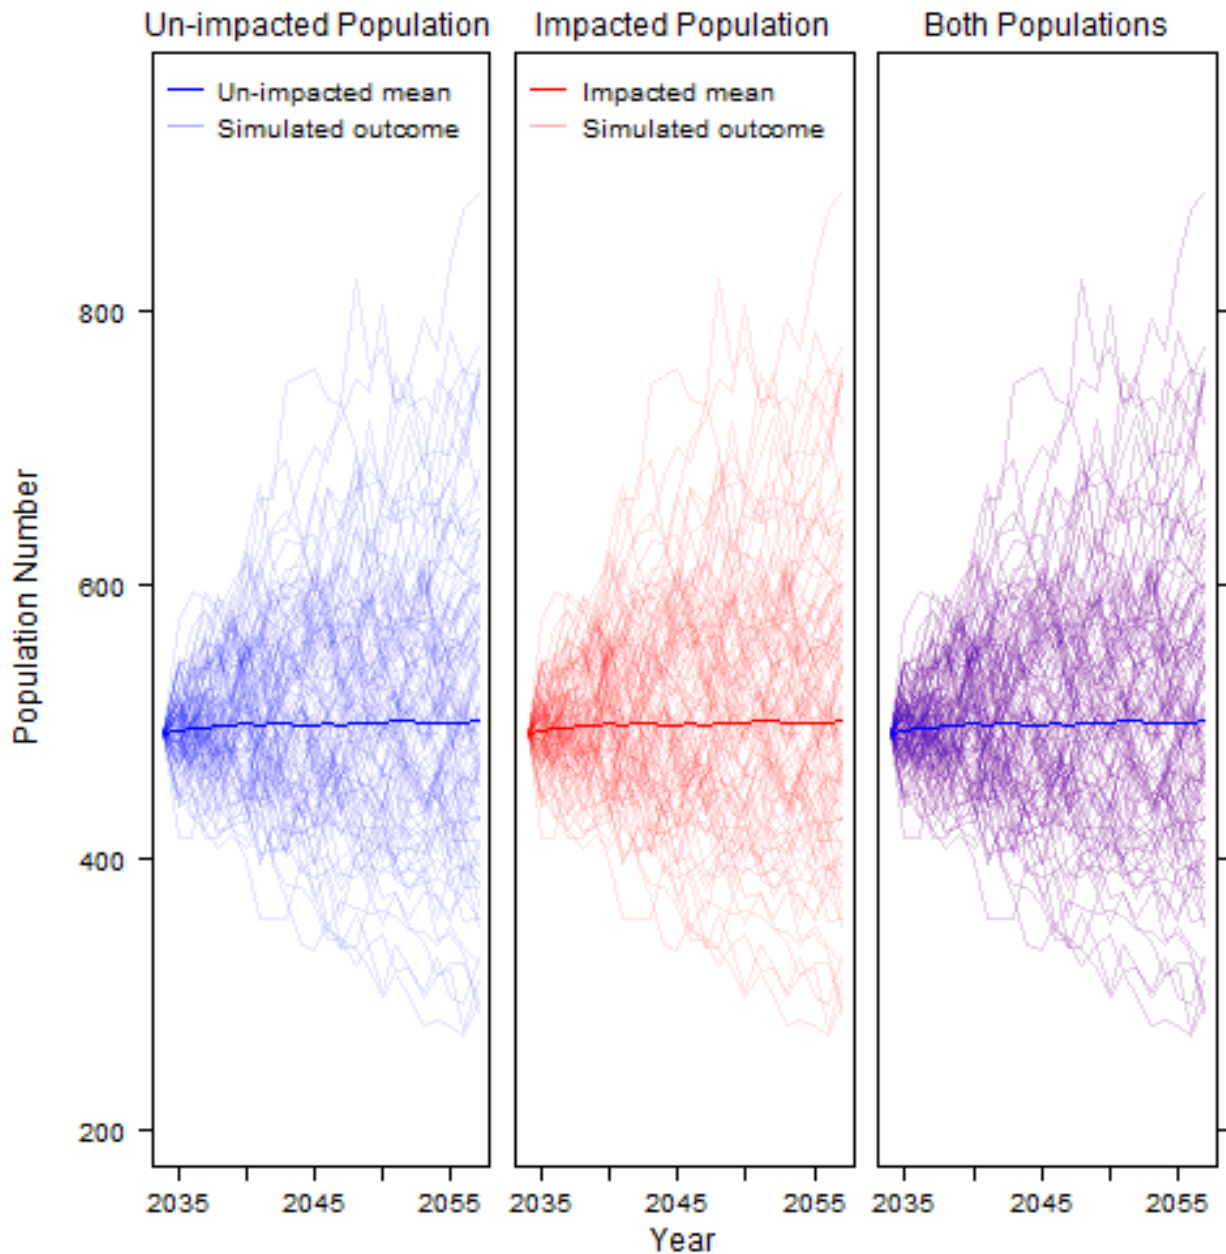 Un-impacted Population
Impacted Population
Both Populations
Un-impacted mean
Simulated outcome
Impacted mean
Simulated outcome
Population Number
800
600
400
200
2035 2045 2055
2035 2045 2055
2035 2045 2055
Year